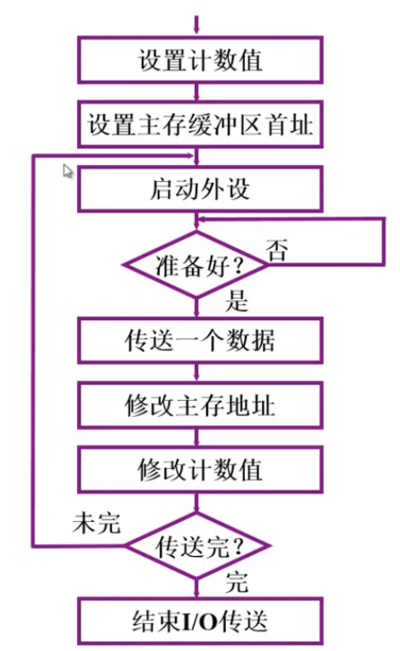 设置计数值
设置主存缓冲区首址
启动外设
准备好？
否
是
传送一个数据
修改主存地址
修改计数值
未完
传送完？
完
结束I/O传送